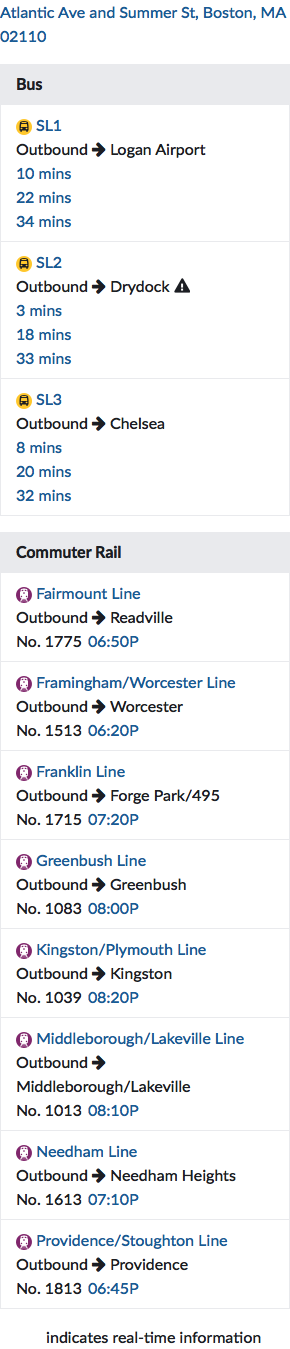 Atlantic Ave and Summer St, Boston, MA
02110
Bus
SL1
Outbound → Logan Airport
10 mins
22 mins
34 mins
SL2
Outbound → Drydock
3 mins
18 mins
33 mins
SL3
Outbound → Chelsea
8 mins
20 mins
32 mins
Commuter Rail
Fairmount Line
Outbound → Readville
No. 1775 06:50P
Framingham/Worcester Line
Outbound → Worcester
No. 1513 06:20P
Franklin Line
Outbound → Forge Park/495
No. 1715 07:20P
Greenbush Line
Outbound → Greenbush
No. 1083 08:00P
Kingston/Plymouth Line
Outbound → Kingston
No. 1039 08:20P
Middleborough/Lakeville Line
Outbound →
Middleborough/Lakeville
No. 1013 08:10P
Needham Line
Outbound → Needham Heights
No. 1613 07:10P
Providence/Stoughton Line
Outbound → Providence
No. 1813 06:45P
indicates real-time information